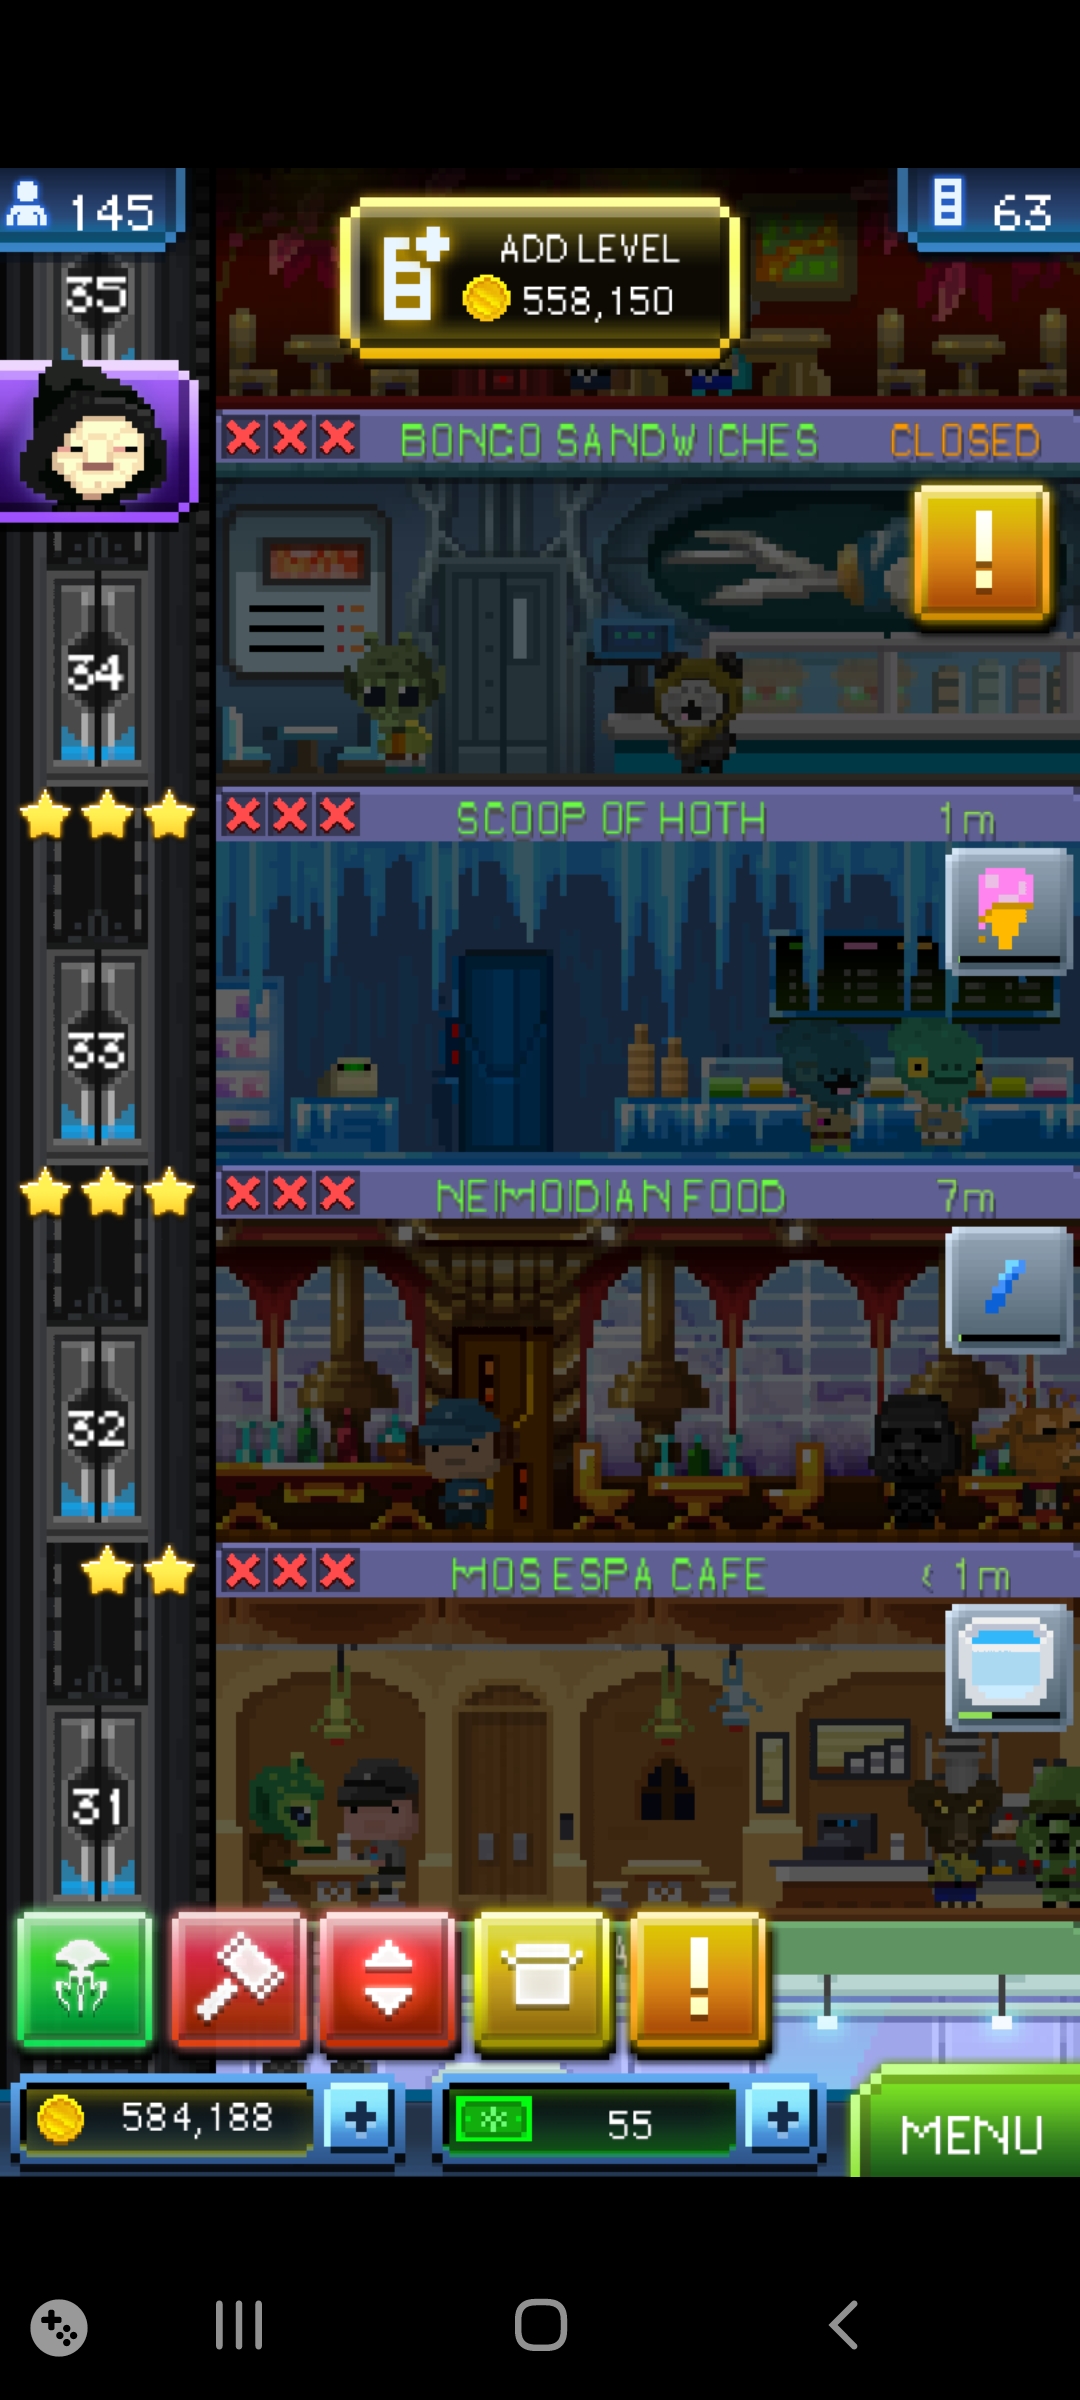 145
ADD LEVEL
558,150
63
35
BONGO SANDWICHES CLOSED
!
34
SCOOP OF HOTH 1m
33
NEIMOIDIAN FOOD 7m
32
MOS ESPA CAFE < 1m
31
!
584,188
55
MENU